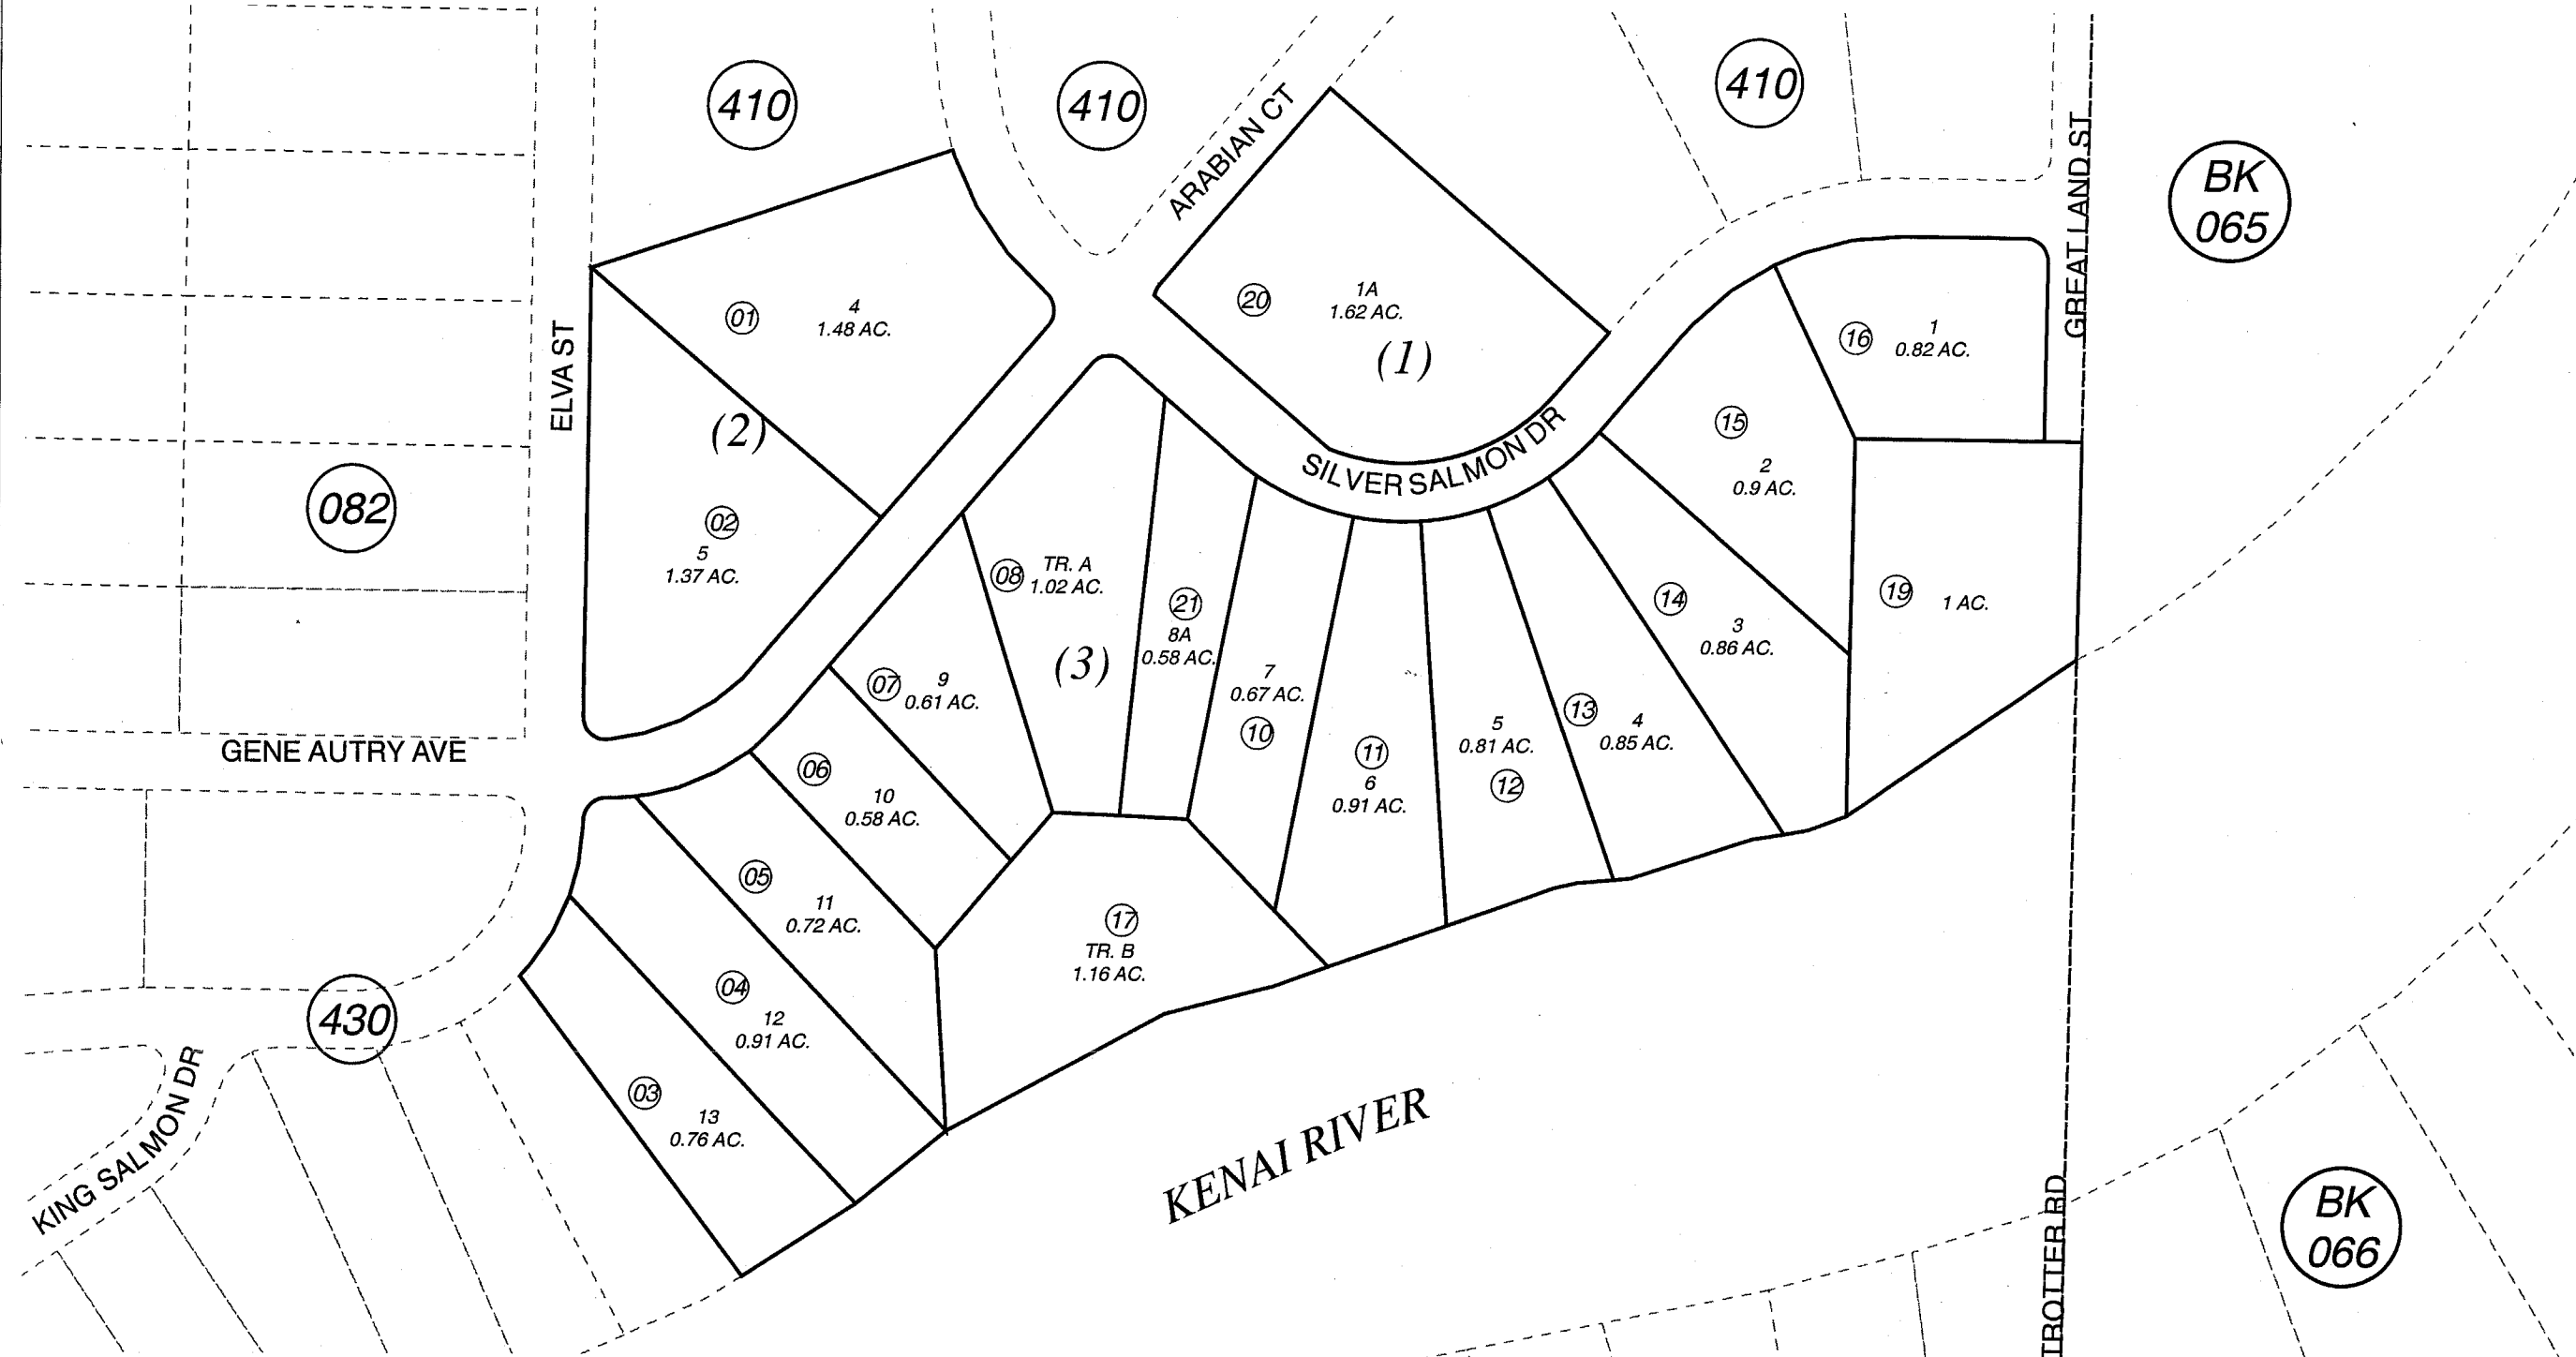 410
410
410
BK
065
ARABIAN CT
GREAT LAND ST
ELVA ST
01
4
1.48 AC.
20
1A
1.62 AC.
(1)
16
1
0.82 AC.
(2)
SILVER SALMON DR
15
2
0.9 AC.
082
02
5
1.37 AC.
08
TR. A
1.02 AC.
21
8A
0.58 AC.
(3)
14
3
0.86 AC.
19
1 AC.
07
9
0.61 AC.
7
0.67 AC.
10
13
4
0.85 AC.
5
0.81 AC.
12
11
6
0.91 AC.
GENE AUTRY AVE
06
10
0.58 AC.
05
11
0.72 AC.
17
TR. B
1.16 AC.
04
12
0.91 AC.
430
03
13
0.76 AC.
KING SALMON DR
KENAI RIVER
TROTTER RD
BK
066